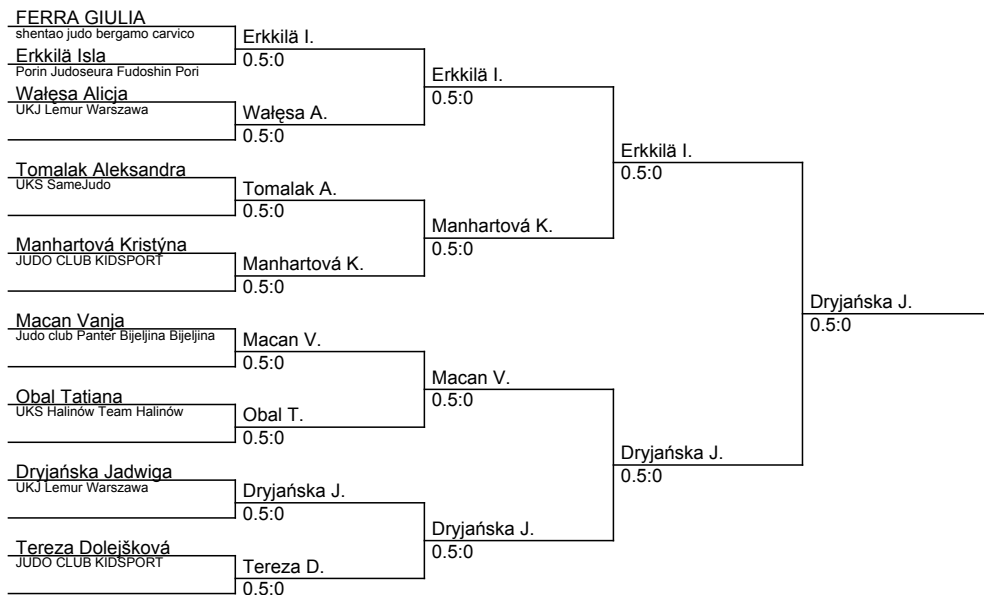 FERRA GIULIA
shentao judo bergamo carvico
Erkkilä Isla
Porin Judoseura Fudoshin Pori
Wałęsa Alicja
UKJ Lemur Warszawa
Tomalak Aleksandra
UKS SameJudo
Manhartová Kristýna
JUDO CLUB KIDSPORT
Macan Vanja
Judo club Panter Bijeljina Bijeljina
Obal Tatiana
UKS Halinów Team Halinów
Dryjańska Jadwiga
UKJ Lemur Warszawa
Tereza Dolejšková
JUDO CLUB KIDSPORT
Erkkilä I.
0.5:0
Wałęsa A.
0.5:0
Tomalak A.
0.5:0
Manhartová K.
0.5:0
Macan V.
0.5:0
Obal T.
0.5:0
Dryjańska J.
0.5:0
Tereza D.
0.5:0
Erkkilä I.
0.5:0
Manhartová K.
0.5:0
Macan V.
0.5:0
Dryjańska J.
0.5:0
Erkkilä I.
0.5:0
Dryjańska J.
0.5:0
Dryjańska J.
0.5:0